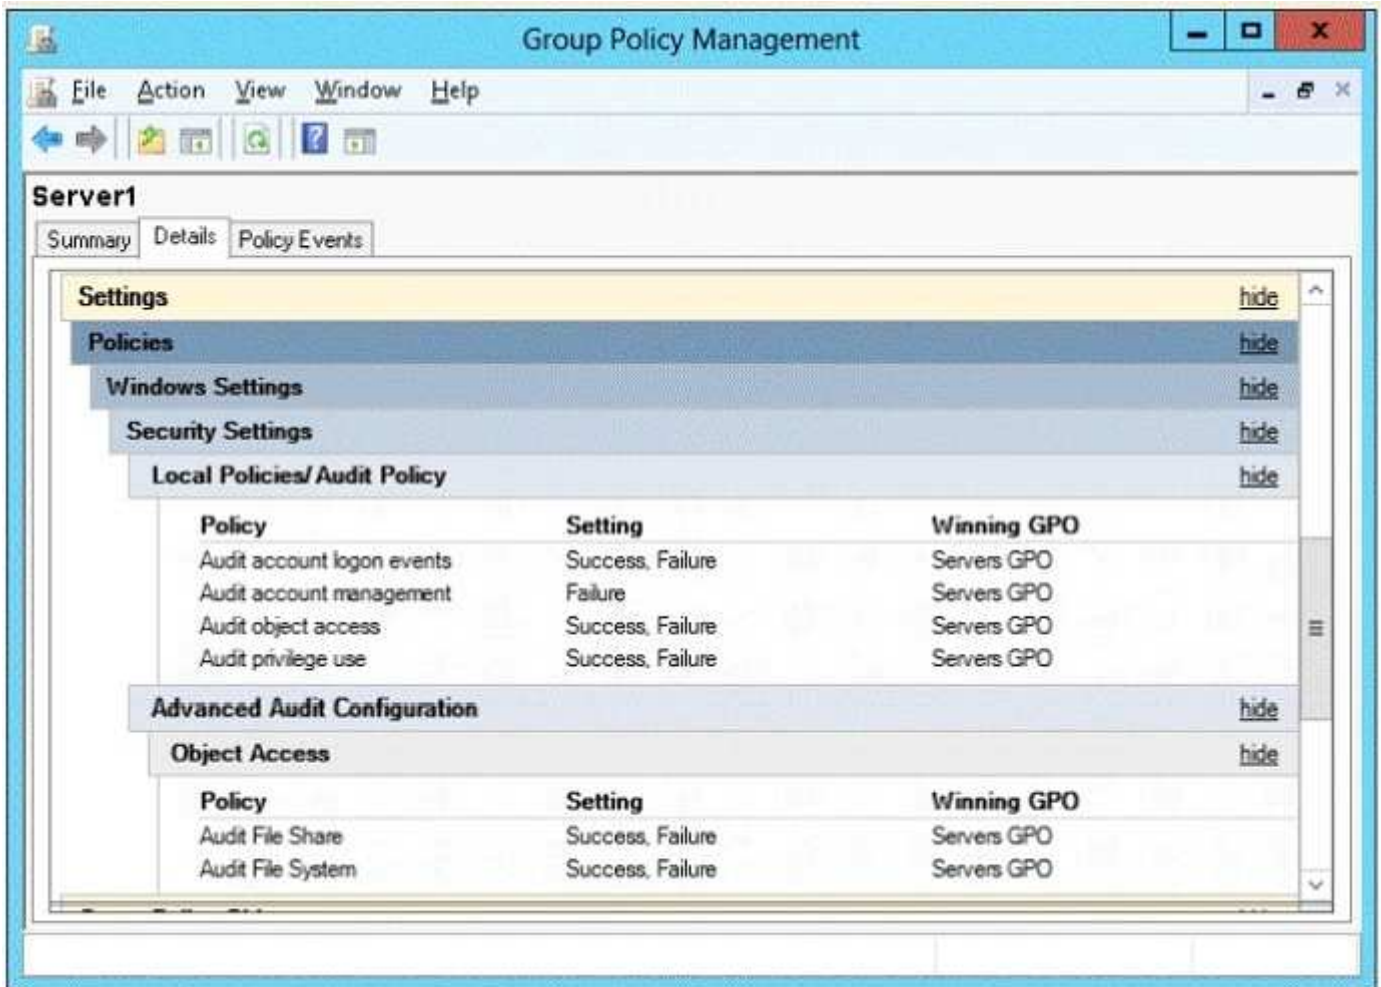 Group Policy Management
File Action View Window Help
Server1
Summary Details Policy Events
Settings hide
Policies hide
Windows Settings hide
Security Settings hide
Local Policies/Audit Policy hide
Policy Setting Winning GPO
Audit account logon events Success, Failure Servers GPO
Audit account management Failure Servers GPO
Audit object access Success, Failure Servers GPO
Audit privilege use Success, Failure Servers GPO
Advanced Audit Configuration hide
Object Access hide
Policy Setting Winning GPO
Audit File Share Success, Failure Servers GPO
Audit File System Success, Failure Servers GPO